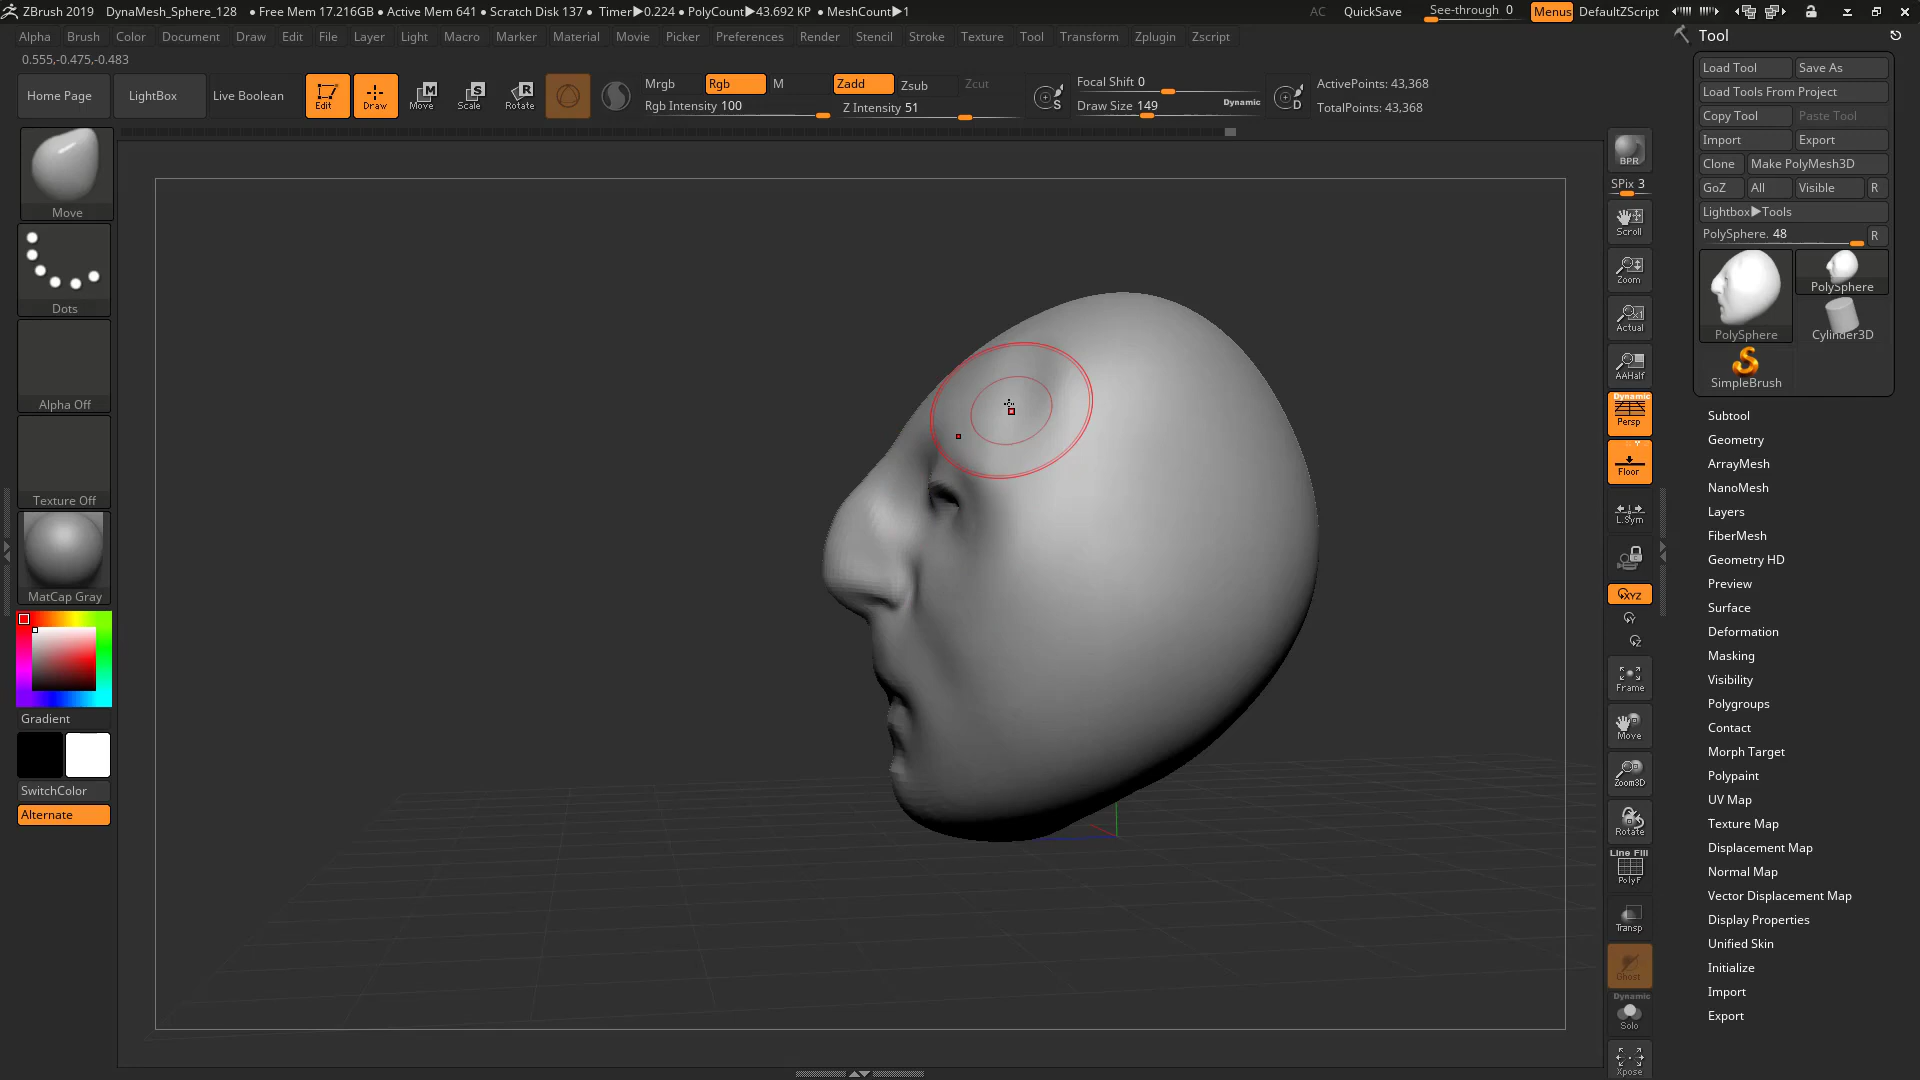 ZBrush 2019 DynaMesh_Sphere_128 • Free Mem 17.216GB • Active Mem 641 • Scratch Disk 137 • Timer▶0.224 • PolyCount▶43.692 KP • MeshCount▶1 AC QuickSave See-through 0 Menus DefaultZScript
Alpha Brush Color Document Draw Edit File Layer Light Macro Marker Material Movie Picker Preferences Render Stencil Stroke Texture Tool Transform Zplugin Zscript
0.555,-0.475,-0.483
Home Page LightBox Live Boolean Edit Draw Move Scale Rotate
Mrgb Rgb M Zadd Zsub Zcut
Rgb Intensity 100 Z Intensity 51
S Focal Shift 0
Draw Size 149 Dynamic D
ActivePoints: 43,368
TotalPoints: 43,368
Move
Dots
Alpha Off
Texture Off
MatCap Gray
Gradient
SwitchColor
Alternate
BPR
SPix 3
Scroll
Zoom
Actual
AAHalf
Dynamic
Persp
Floor
L.Sym
XYZ
Y
Z
Frame
Move
Zoom3D
Rotate
Line Fill
PolyF
Transp
Ghost
Dynamic
Solo
Xpose
Tool
Load Tool Save As
Load Tools From Project
Copy Tool Paste Tool
Import Export
Clone Make PolyMesh3D
GoZ All Visible R
Lightbox▶Tools
PolySphere. 48 R
PolySphere
PolySphere
Cylinder3D
SimpleBrush
Subtool
Geometry
ArrayMesh
NanoMesh
Layers
FiberMesh
Geometry HD
Preview
Surface
Deformation
Masking
Visibility
Polygroups
Contact
Morph Target
Polypaint
UV Map
Texture Map
Displacement Map
Normal Map
Vector Displacement Map
Display Properties
Unified Skin
Initialize
Import
Export